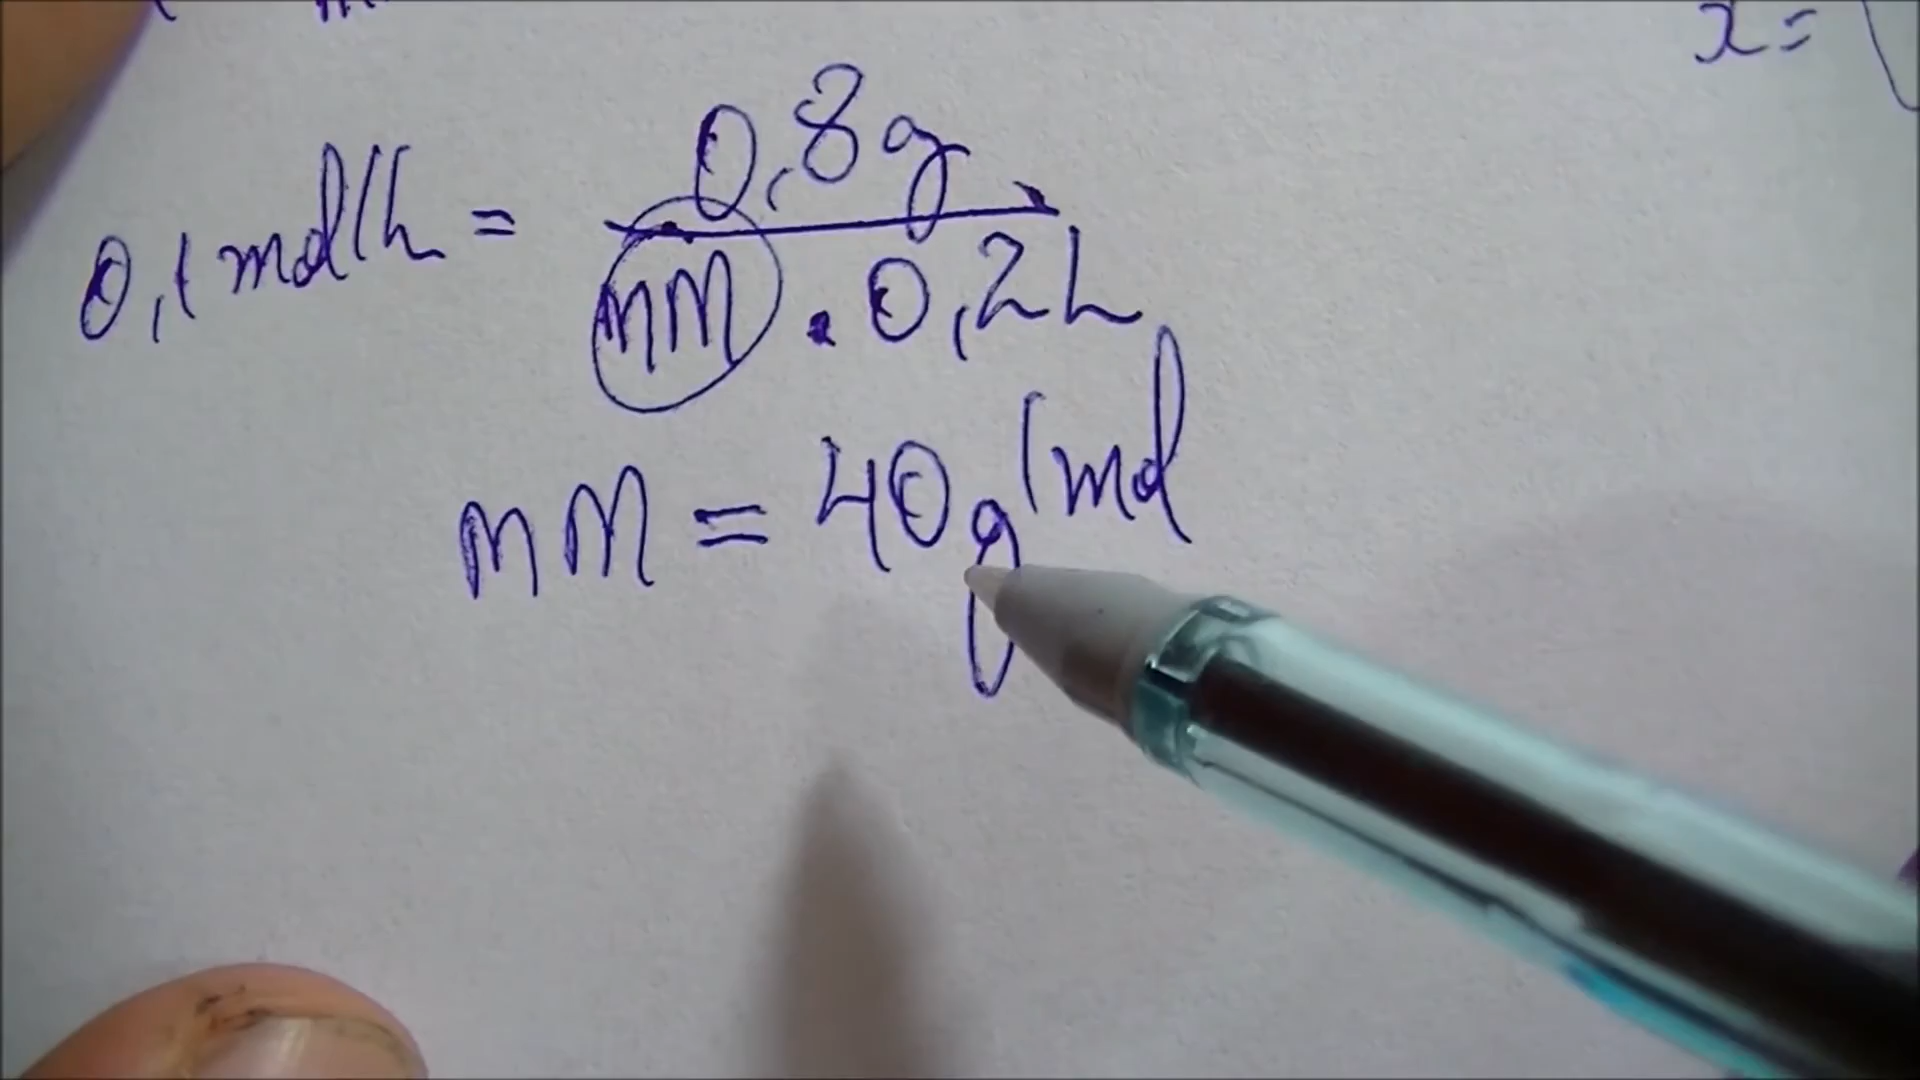 x=
0,1 mol/L = 0,8g
mM . 0,2L
mM = 40g/mol